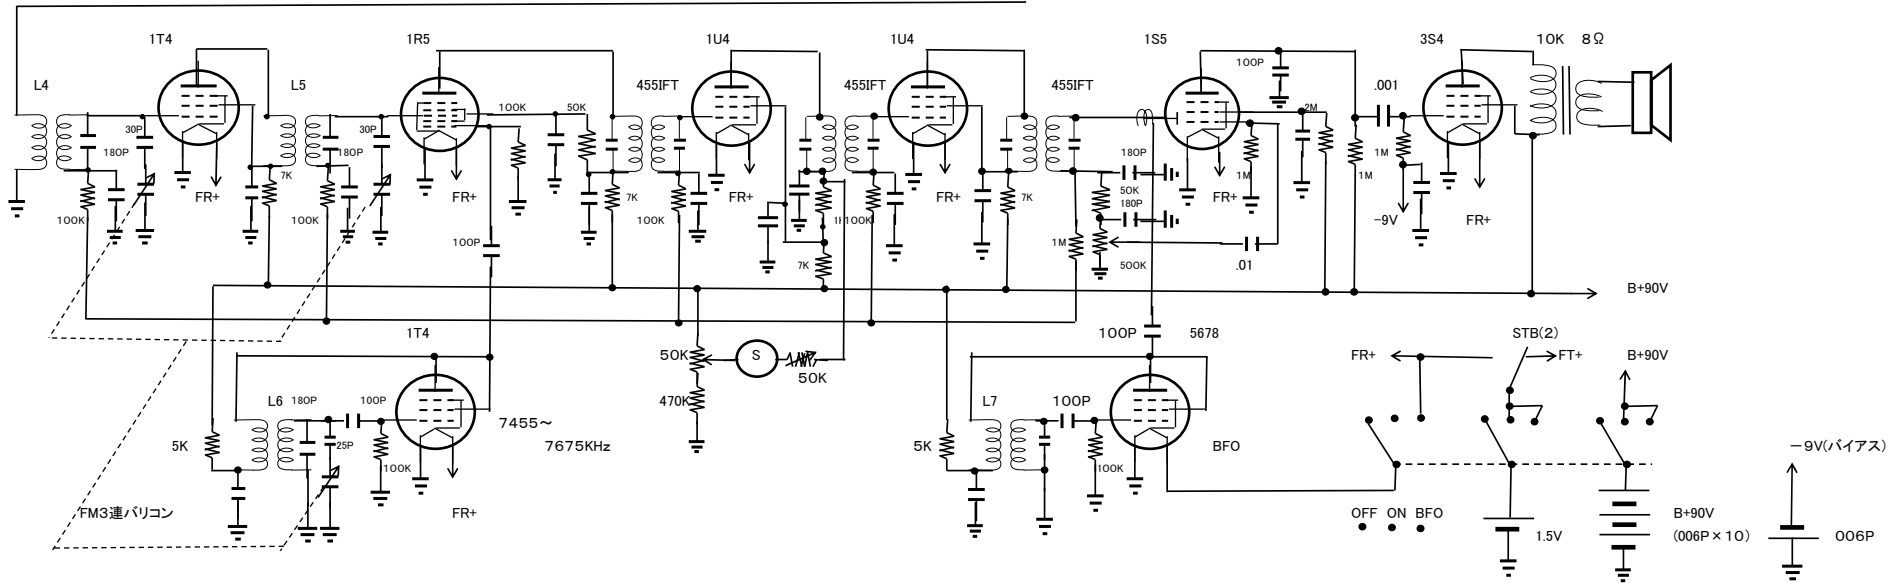 1T4
1R5
1U4
1U4
1S5
3S4
10K 8Ω
L4
L5
455IFT
455IFT
455IFT
100P
.001
30P
180P
30P
180P
100K
50K
2M
180P
50K
180P
1M
1M
1M
7K
7K
7K
7K
100K
100K
100K
100K
FR+
FR+
FR+
FR+
FR+
FR+
-9V
100P
1M
500K
.01
B+90V
1T4
50K
S
50K
470K
100P
5678
STB(2)
FR+
FT+
B+90V
L6
180P
100P
25P
5K
100K
7455～
7675KHz
FR+
FM3連バリコン
L7
100P
5K
100K
BFO
OFF ON BFO
1.5V
B+90V
(006P×10)
－9V(バイアス)
006P